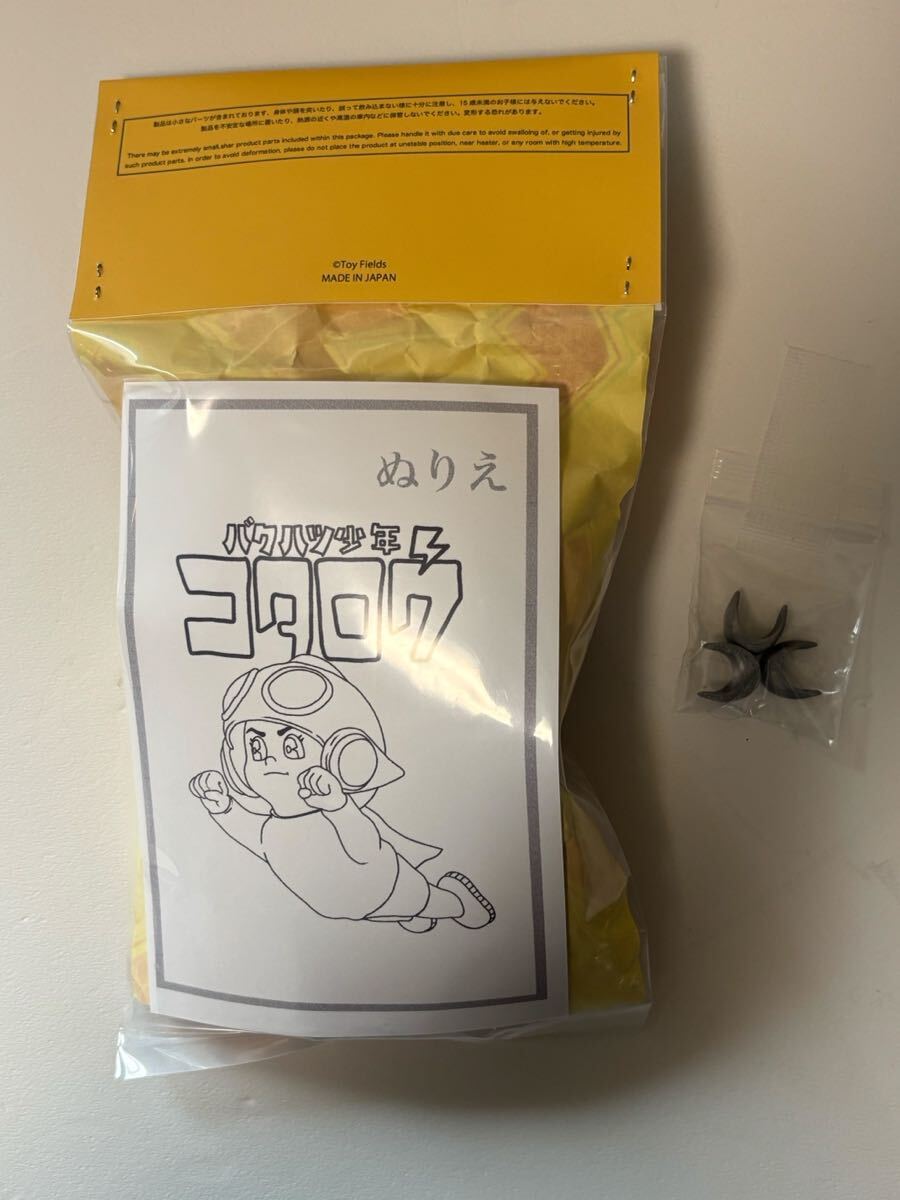 製品は小さなパーツが含まれております、身体や顔を突いたり、誤って飲み込まない様に十分に注意し、15歳未満のお子様には与えないでください。
製品を不安定な場所に置いたり、熱源の近くや高温の車内などに保管しないでください。変形する恐れがあります。
There may be extremely small,shar product parts included within this package. Please handle it with due care to avoid swalloing of, or getting injured by
such product parts. In order to avoid deformation, please do not place the product at unstable position, near heater, or any room with high temperature.
©Toy Fields
MADE IN JAPAN
ぬりえ
バクハツ少年
コタロウ